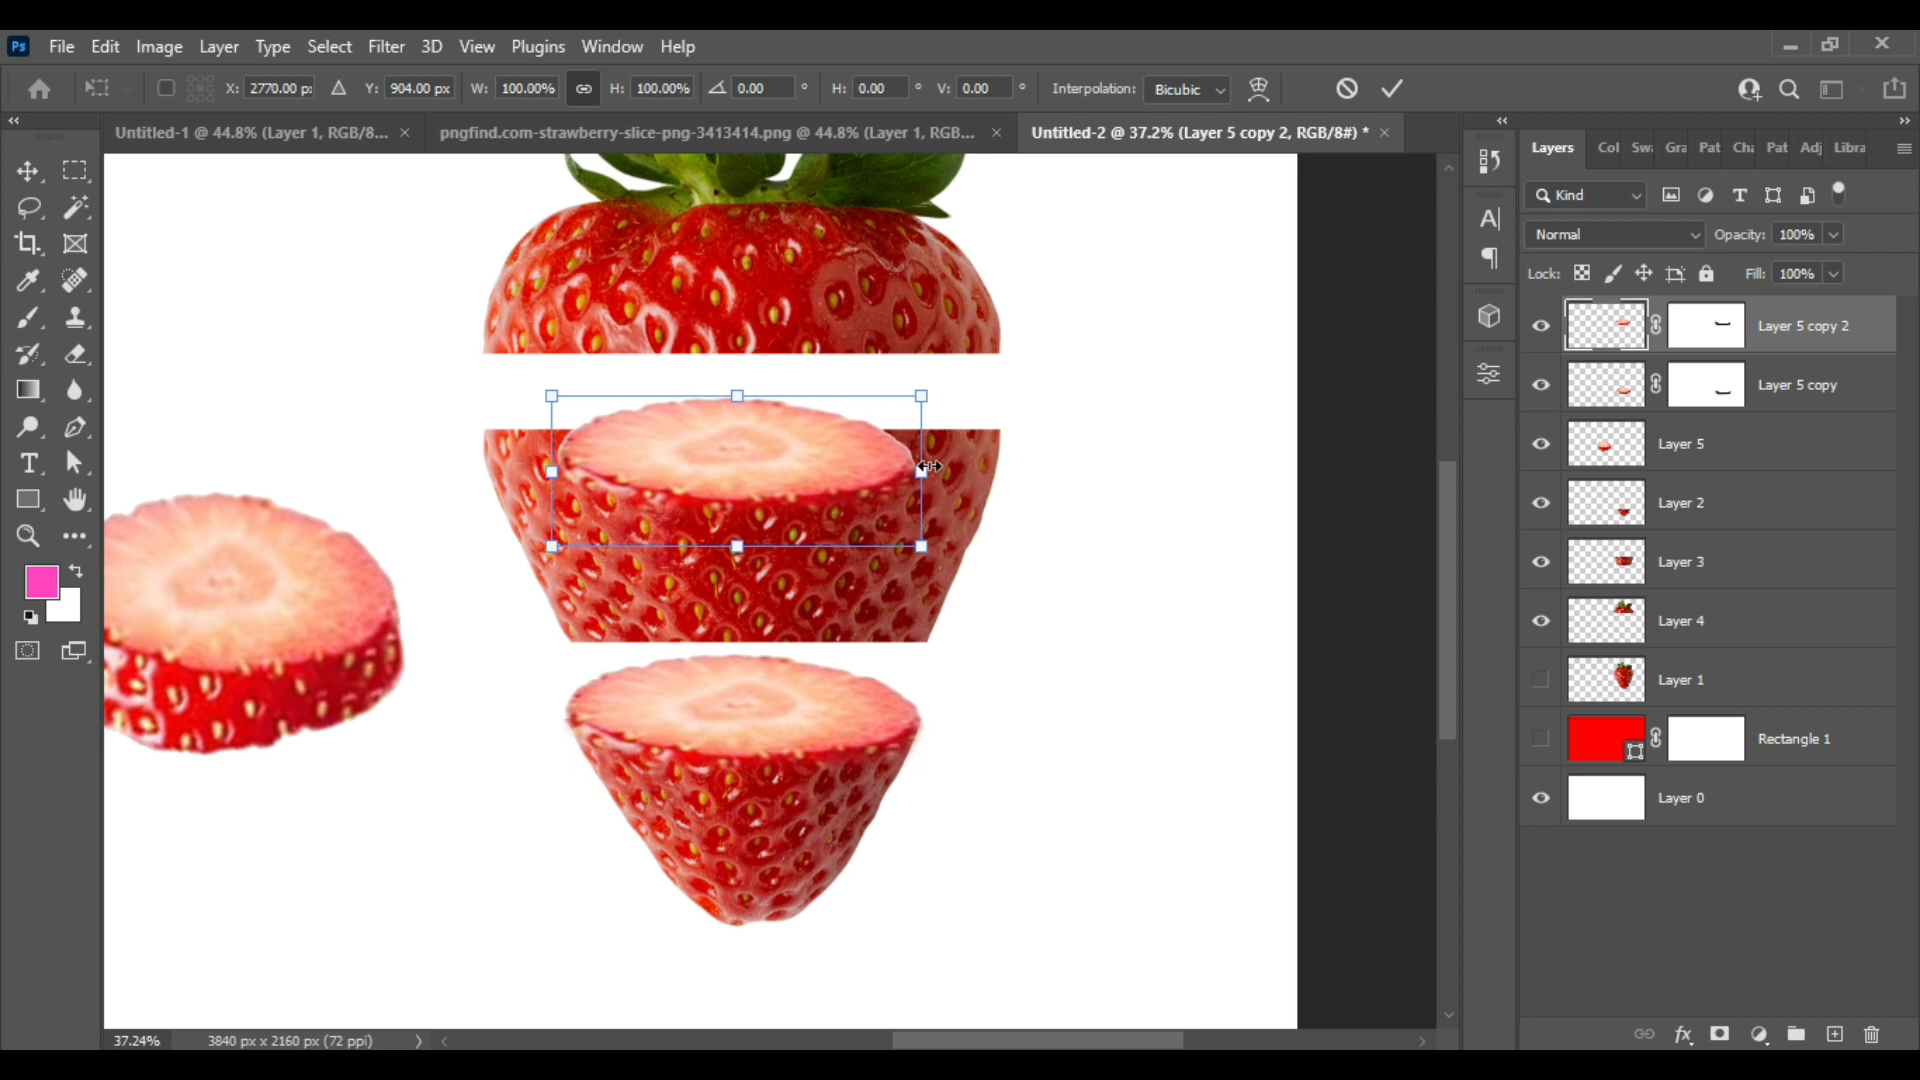 Ps File Edit Image Layer Type Select Filter 3D View Plugins Window Help
X: 2770.00 px Y: 904.00 px W: 100.00% H: 100.00% 0.00 ° H: 0.00 ° V: 0.00 ° Interpolation: Bicubic
Untitled-1 @ 44.8% (Layer 1, RGB/8... × pngfind.com-strawberry-slice-png-3413414.png @ 44.8% (Layer 1, RGB... × Untitled-2 @ 37.2% (Layer 5 copy 2, RGB/8#) * ×
Layers Col Swa Gra Pat Cha Pat Adj Libra
Kind
Normal Opacity: 100%
Lock: Fill: 100%
Layer 5 copy 2
Layer 5 copy
Layer 5
Layer 2
Layer 3
Layer 4
Layer 1
Rectangle 1
Layer 0
37.24% 3840 px x 2160 px (72 ppi)